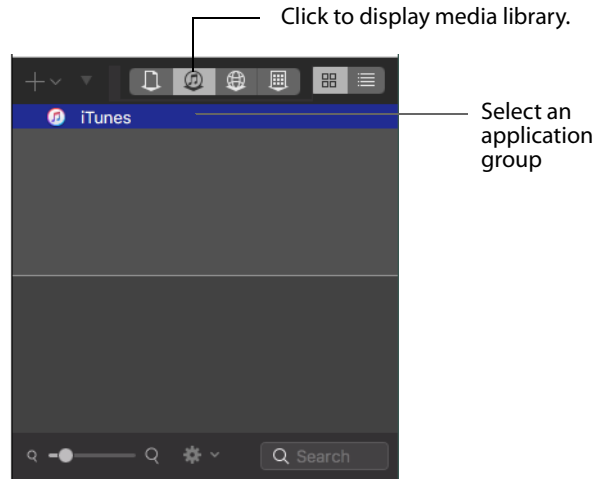 Click to display media library.
iTunes
Select an
application
group
Search